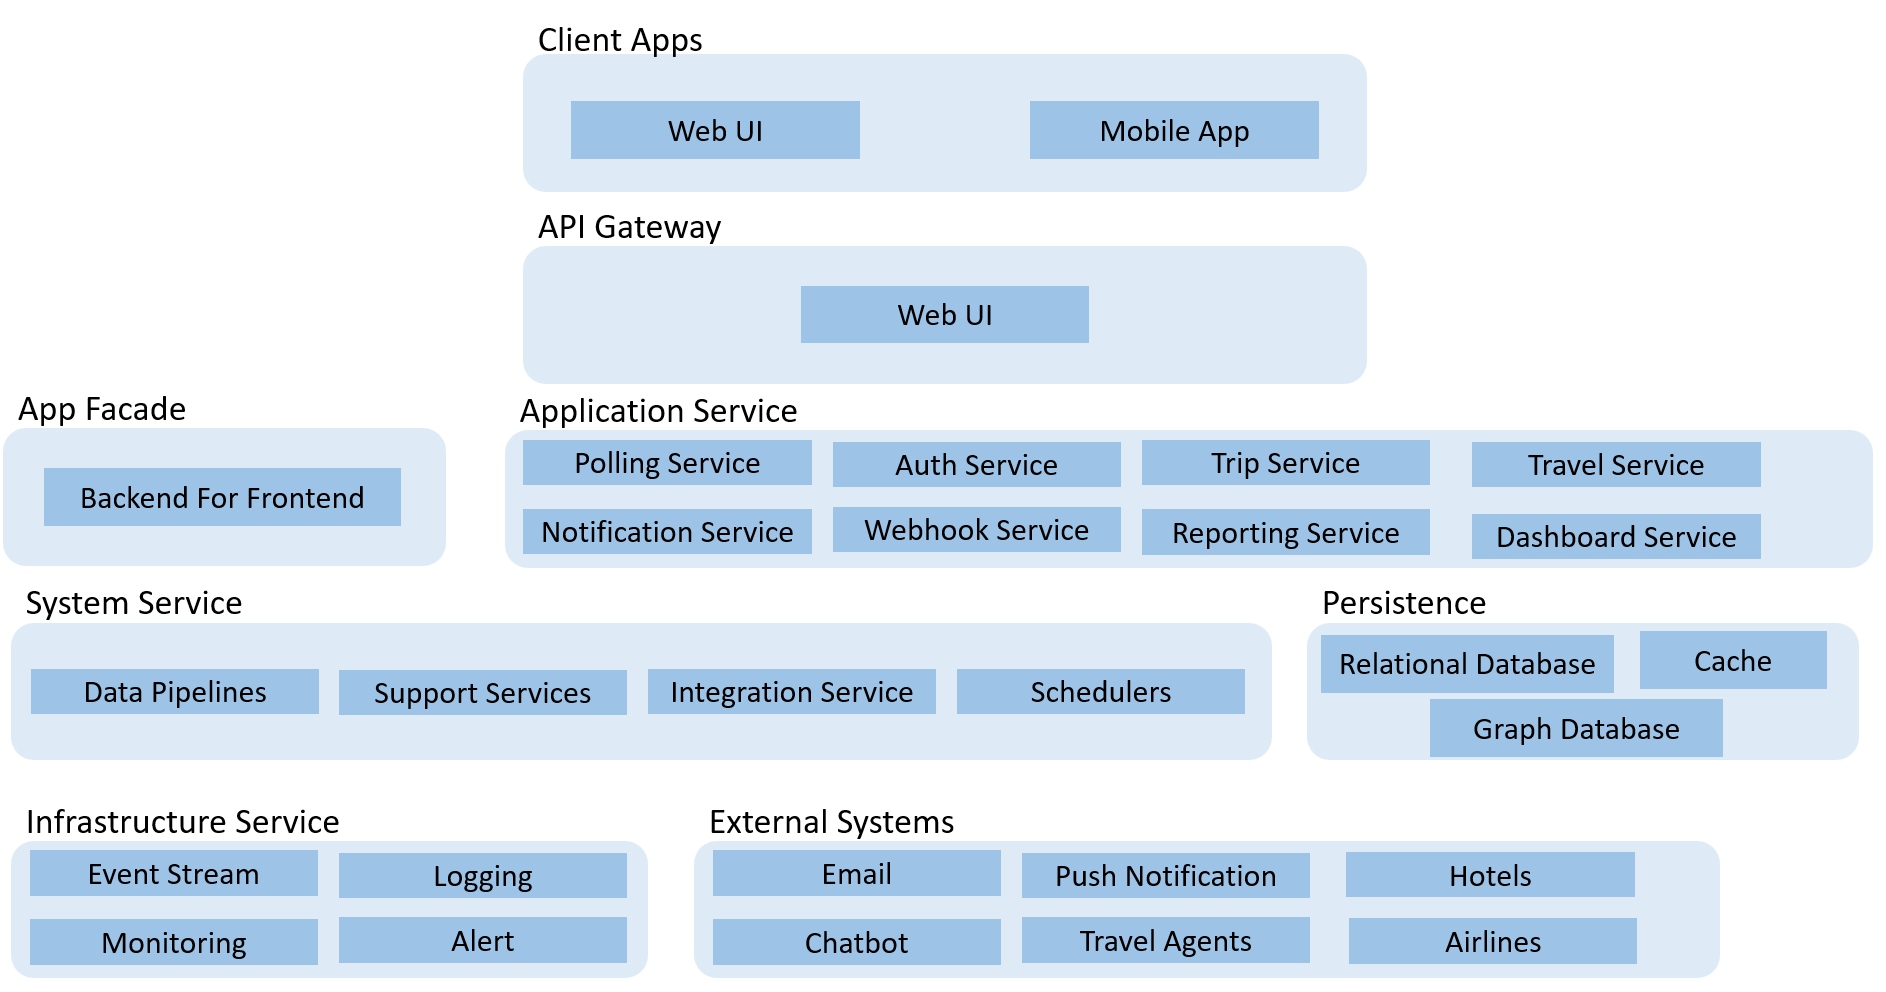 Client Apps
Web UI
Mobile App
API Gateway
Web UI
App Facade
Backend For Frontend
Application Service
Polling Service
Auth Service
Trip Service
Travel Service
Notification Service
Webhook Service
Reporting Service
Dashboard Service
System Service
Data Pipelines
Support Services
Integration Service
Schedulers
Persistence
Relational Database
Cache
Graph Database
Infrastructure Service
Event Stream
Logging
Monitoring
Alert
External Systems
Email
Push Notification
Hotels
Chatbot
Travel Agents
Airlines